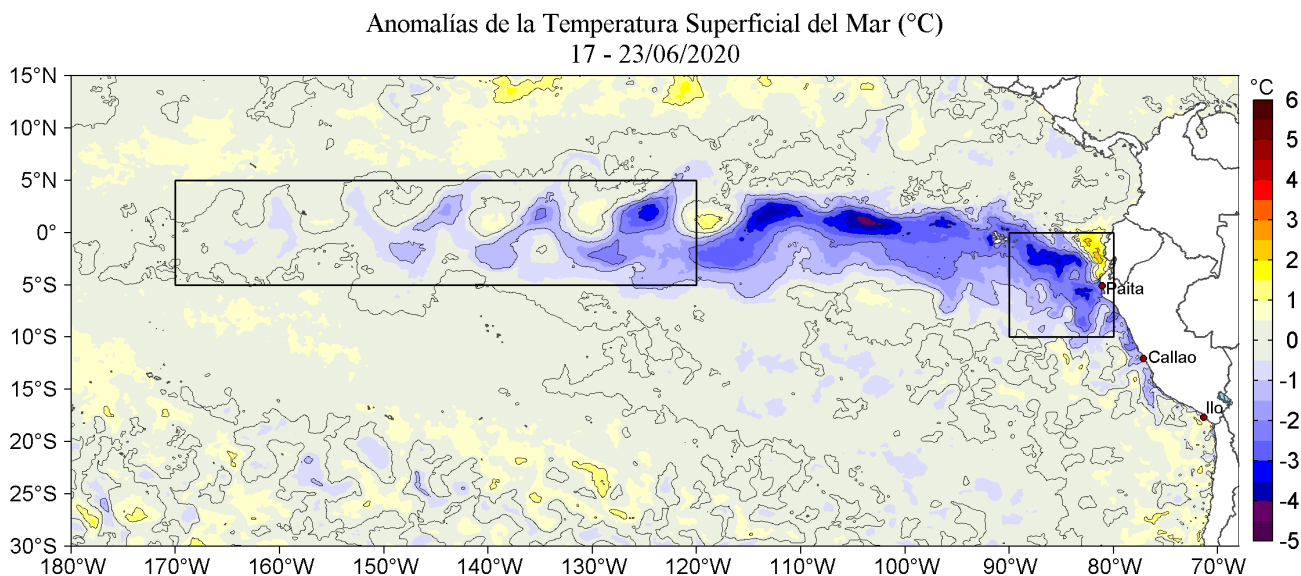 Anomalías de la Temperatura Superficial del Mar (°C)
17 - 23/06/2020
15°N
10°N
5°N
0°
5°S
10°S
15°S
20°S
25°S
30°S
180°W
170°W
160°W
150°W
140°W
130°W
120°W
110°W
100°W
90°W
80°W
70°W
Paita
Callao
Ilo
°C
6
5
4
3
2
1
0
-1
-2
-3
-4
-5